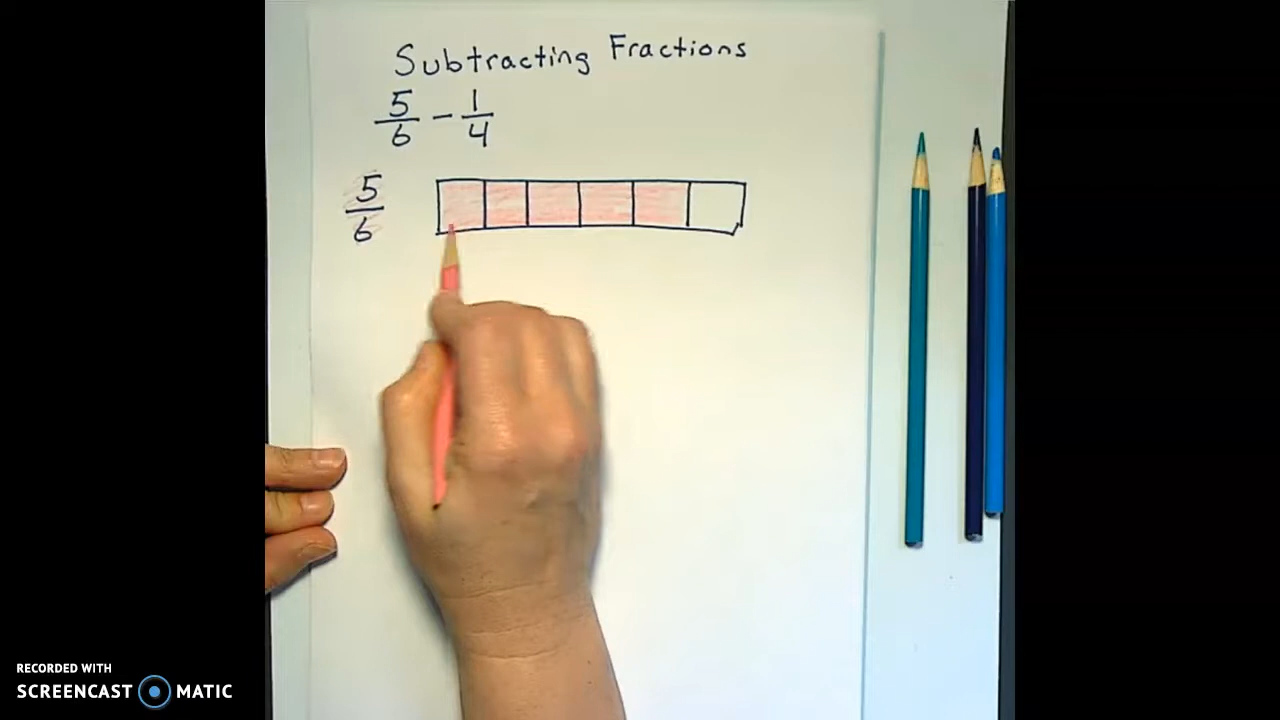 Subtracting Fractions
5/6 - 1/4
5/6
RECORDED WITH
SCREENCAST MATIC